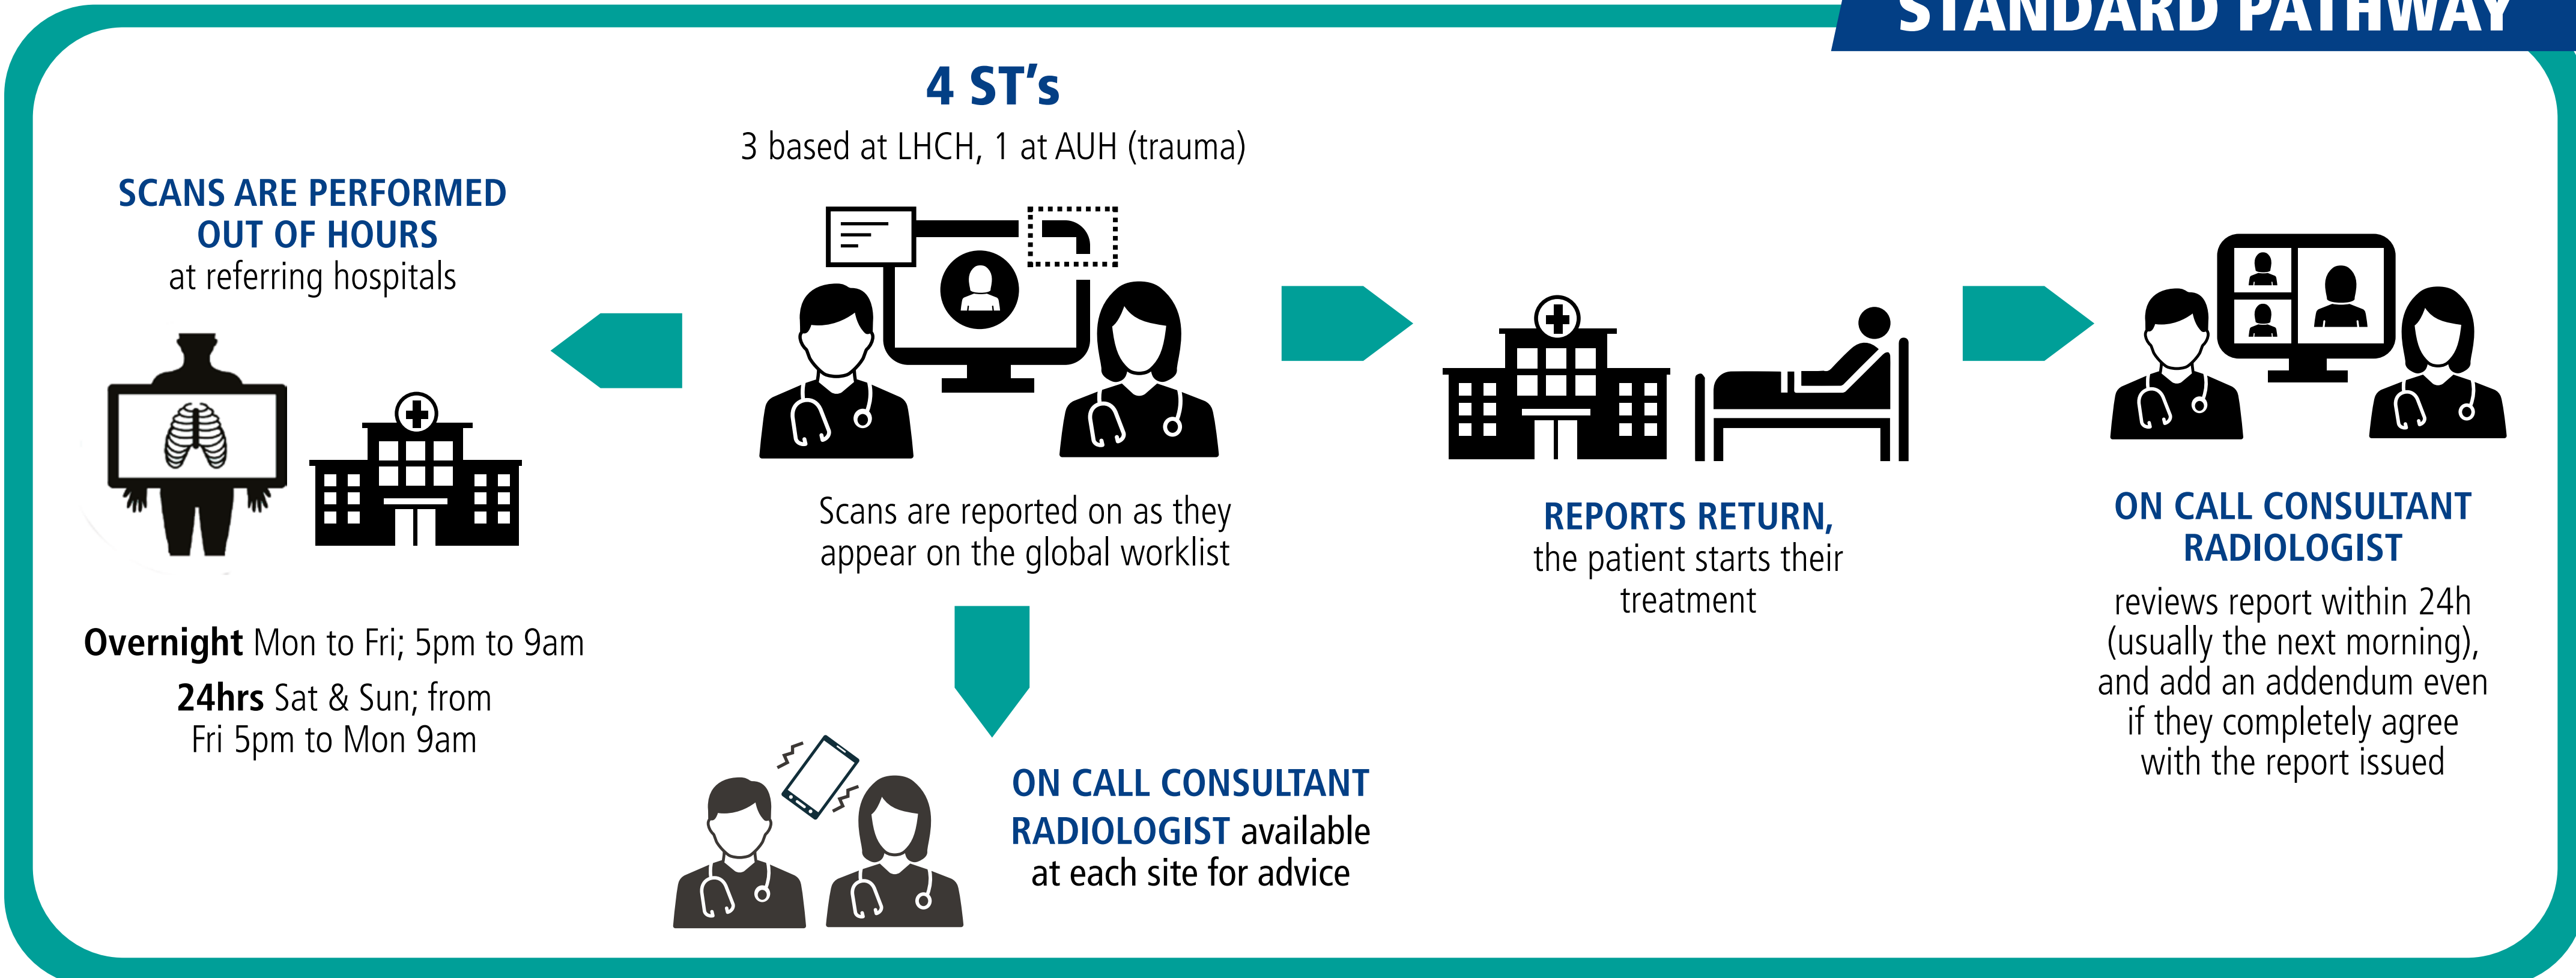 STANDARD PATHWAY
SCANS ARE PERFORMED
OUT OF HOURS
at referring hospitals
Overnight Mon to Fri; 5pm to 9am
24hrs Sat & Sun; from
Fri 5pm to Mon 9am
4 ST’s
3 based at LHCH, 1 at AUH (trauma)
Scans are reported on as they
appear on the global worklist
ON CALL CONSULTANT
RADIOLOGIST available
at each site for advice
REPORTS RETURN,
the patient starts their
treatment
ON CALL CONSULTANT
RADIOLOGIST
reviews report within 24h
(usually the next morning),
and add an addendum even
if they completely agree
with the report issued